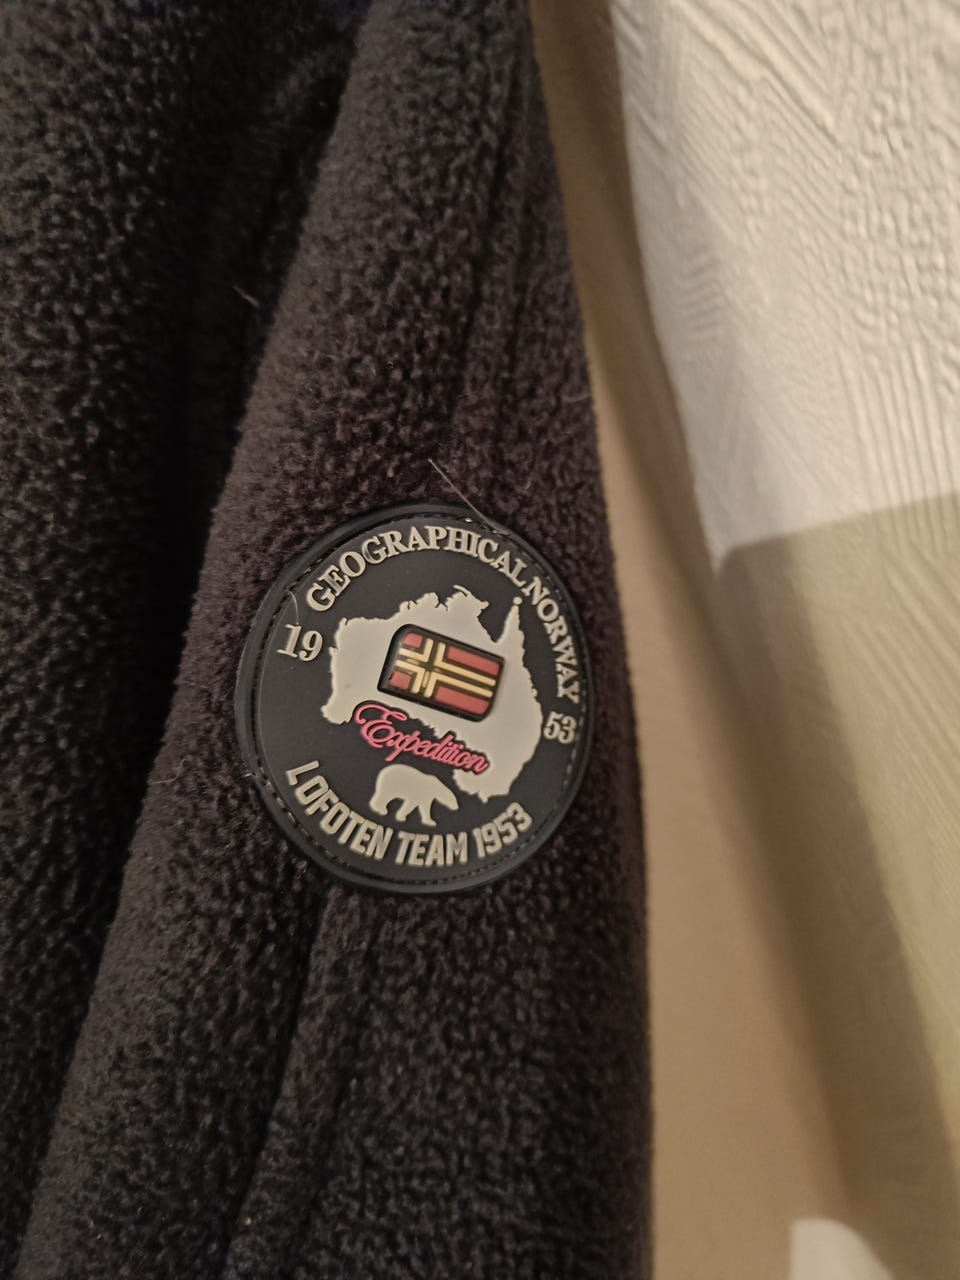 GEOGRAPHICAL NORWAY
19
53
Expedition
LOFOTEN TEAM 1953